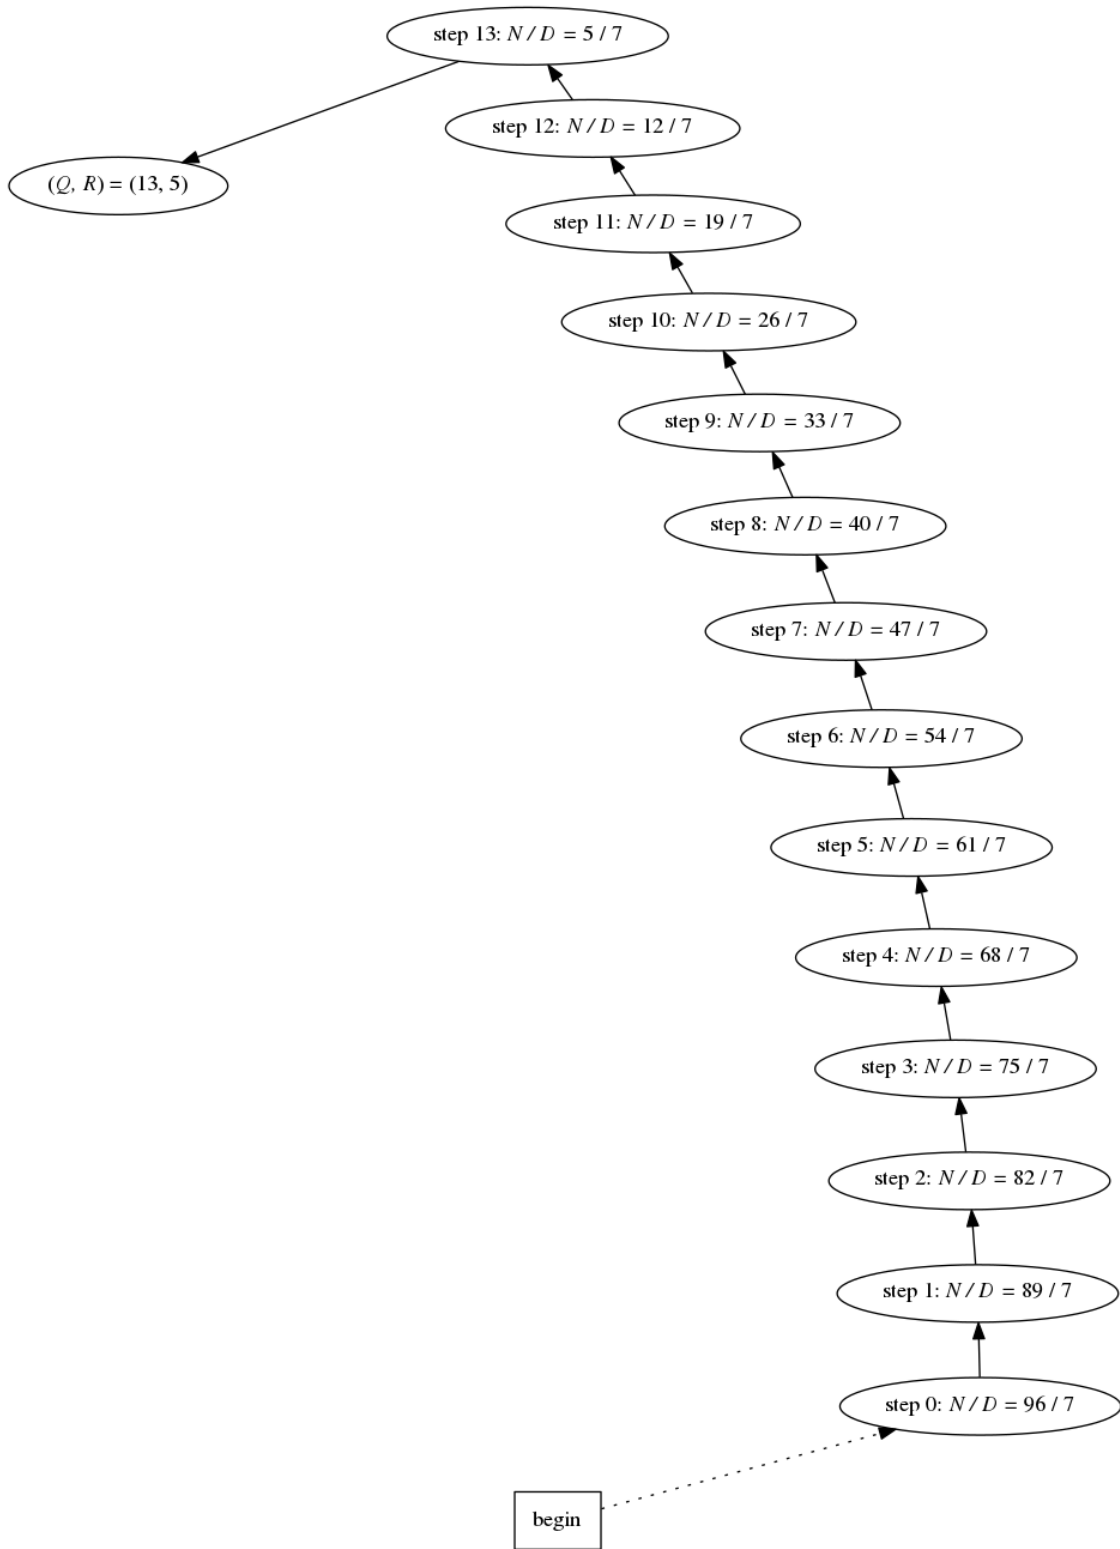 step 13: N / D = 5 / 7
step 12: N / D = 12 / 7
(Q, R) = (13, 5)
step 11: N / D = 19 / 7
step 10: N / D = 26 / 7
step 9: N / D = 33 / 7
step 8: N / D = 40 / 7
step 7: N / D = 47 / 7
step 6: N / D = 54 / 7
step 5: N / D = 61 / 7
step 4: N / D = 68 / 7
step 3: N / D = 75 / 7
step 2: N / D = 82 / 7
step 1: N / D = 89 / 7
step 0: N / D = 96 / 7
begin